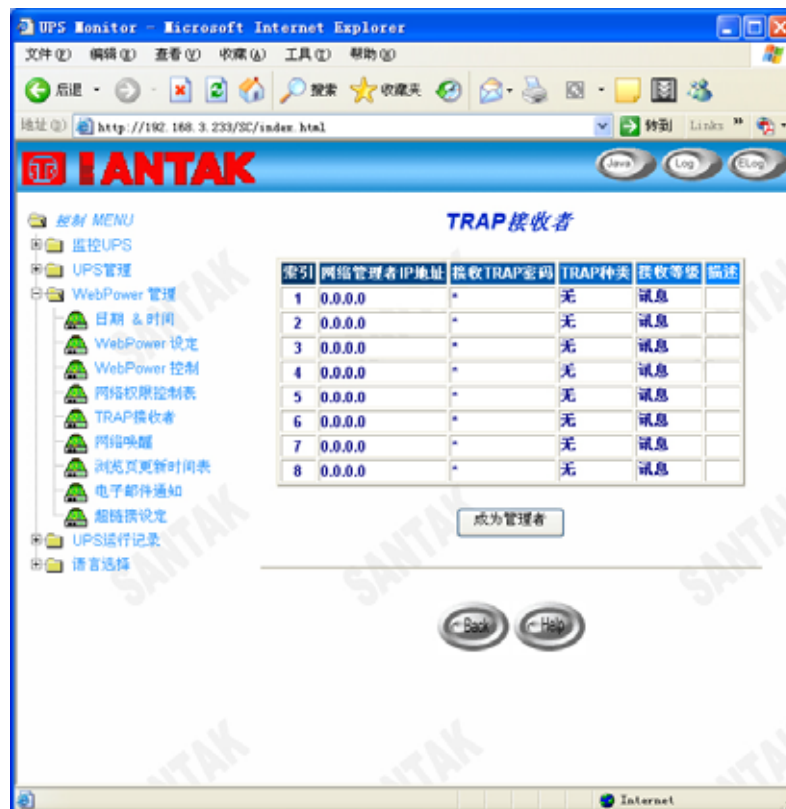 UPS Monitor - Microsoft Internet Explorer
文件(F) 编辑(E) 查看(V) 收藏(A) 工具(T) 帮助(H)
后退 搜索 收藏夹
地址(D) http://192.168.3.233/SC/index.html 转到 Links »
SANTAK Java Log ELog
控制 MENU
监控UPS
UPS管理
WebPower 管理
日期 & 时间
WebPower 设定
WebPower 控制
网络权限控制表
TRAP接收者
网络唤醒
浏览页更新时间表
电子邮件通知
超链接设定
UPS运行记录
语言选择
TRAP接收者
索引 网络管理者IP地址 接收TRAP密码 TRAP种类 接收等级 描述
1 0.0.0.0 * 无 讯息
2 0.0.0.0 * 无 讯息
3 0.0.0.0 * 无 讯息
4 0.0.0.0 * 无 讯息
5 0.0.0.0 * 无 讯息
6 0.0.0.0 * 无 讯息
7 0.0.0.0 * 无 讯息
8 0.0.0.0 * 无 讯息
成为管理者
Back Help
SANTAK
SANTAK
SANTAK
SANTAK
SANTAK
Internet